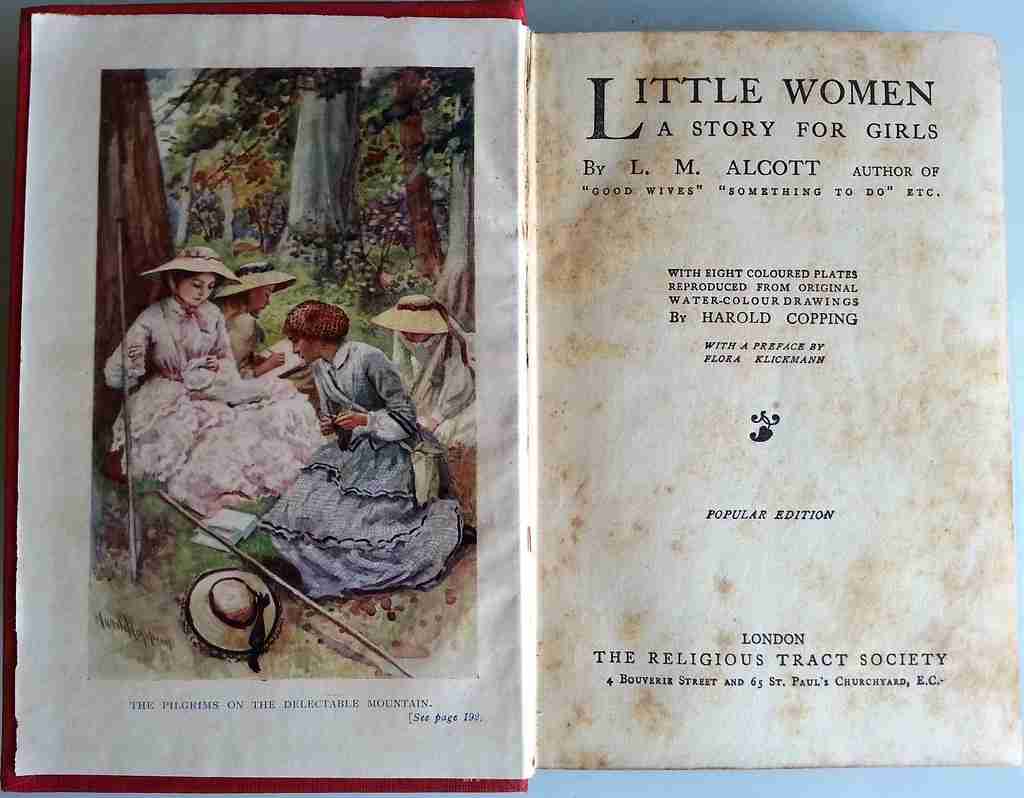 Harold Copping
THE PILGRIMS ON THE DELECTABLE MOUNTAIN.
[See page 192.
LITTLE WOMEN
A STORY FOR GIRLS
By L. M. ALCOTT AUTHOR OF
"GOOD WIVES" "SOMETHING TO DO" ETC.
WITH EIGHT COLOURED PLATES
REPRODUCED FROM ORIGINAL
WATER-COLOUR DRAWINGS
By HAROLD COPPING
WITH A PREFACE BY
FLORA KLICKMANN
POPULAR EDITION
LONDON
THE RELIGIOUS TRACT SOCIETY
4 Bouverie Street and 65 St. Paul's Churchyard, E.C.